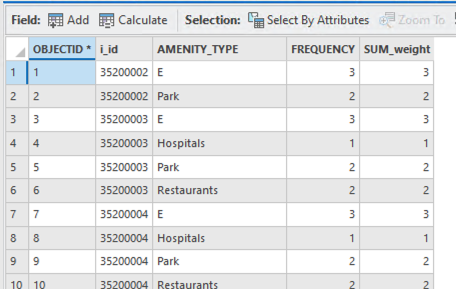 Field: Add Calculate Selection: Select By Attributes Zoom To
OBJECTID * i_id AMENITY_TYPE FREQUENCY SUM_weight
1 1 35200002 E 3 3
2 2 35200002 Park 2 2
3 3 35200003 E 3 3
4 4 35200003 Hospitals 1 1
5 5 35200003 Park 2 2
6 6 35200003 Restaurants 2 2
7 7 35200004 E 3 3
8 8 35200004 Hospitals 1 1
9 9 35200004 Park 2 2
10 10 35200004 Restaurants 2 2